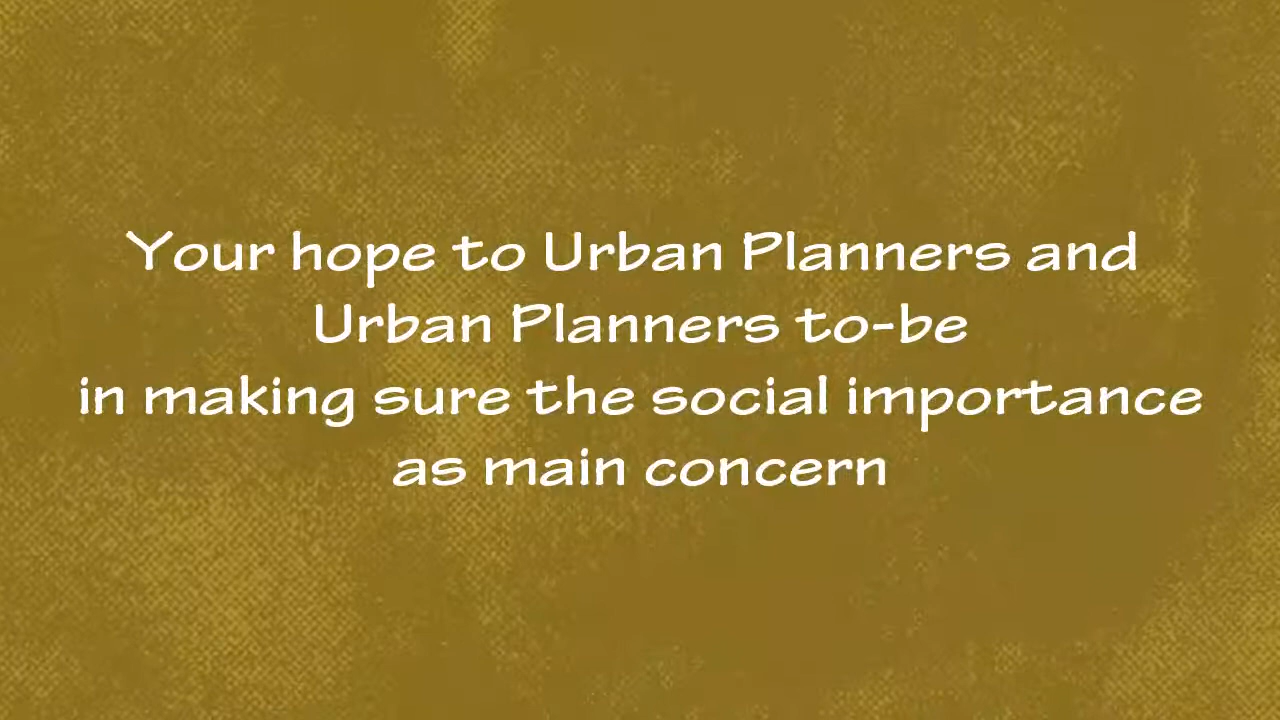 Your hope to Urban Planners and
Urban Planners to-be
in making sure the social importance
as main concern